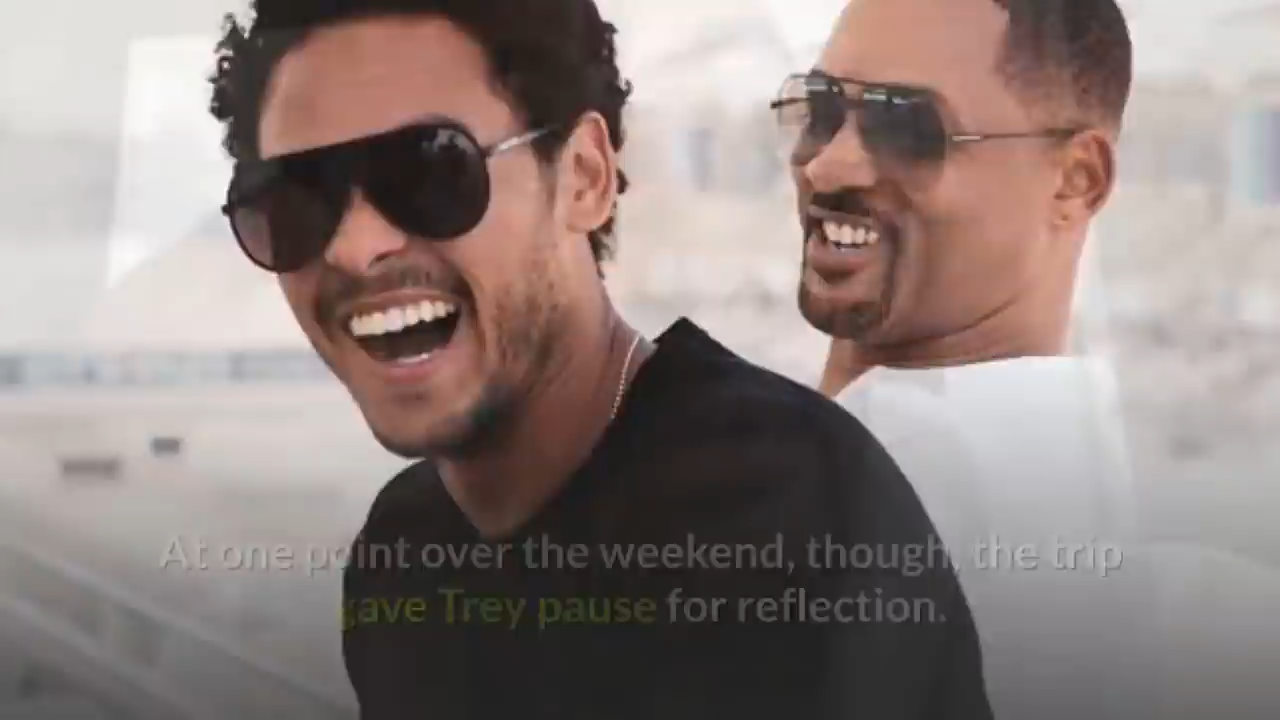 At one point over the weekend, though, the trip
gave Trey pause for reflection.